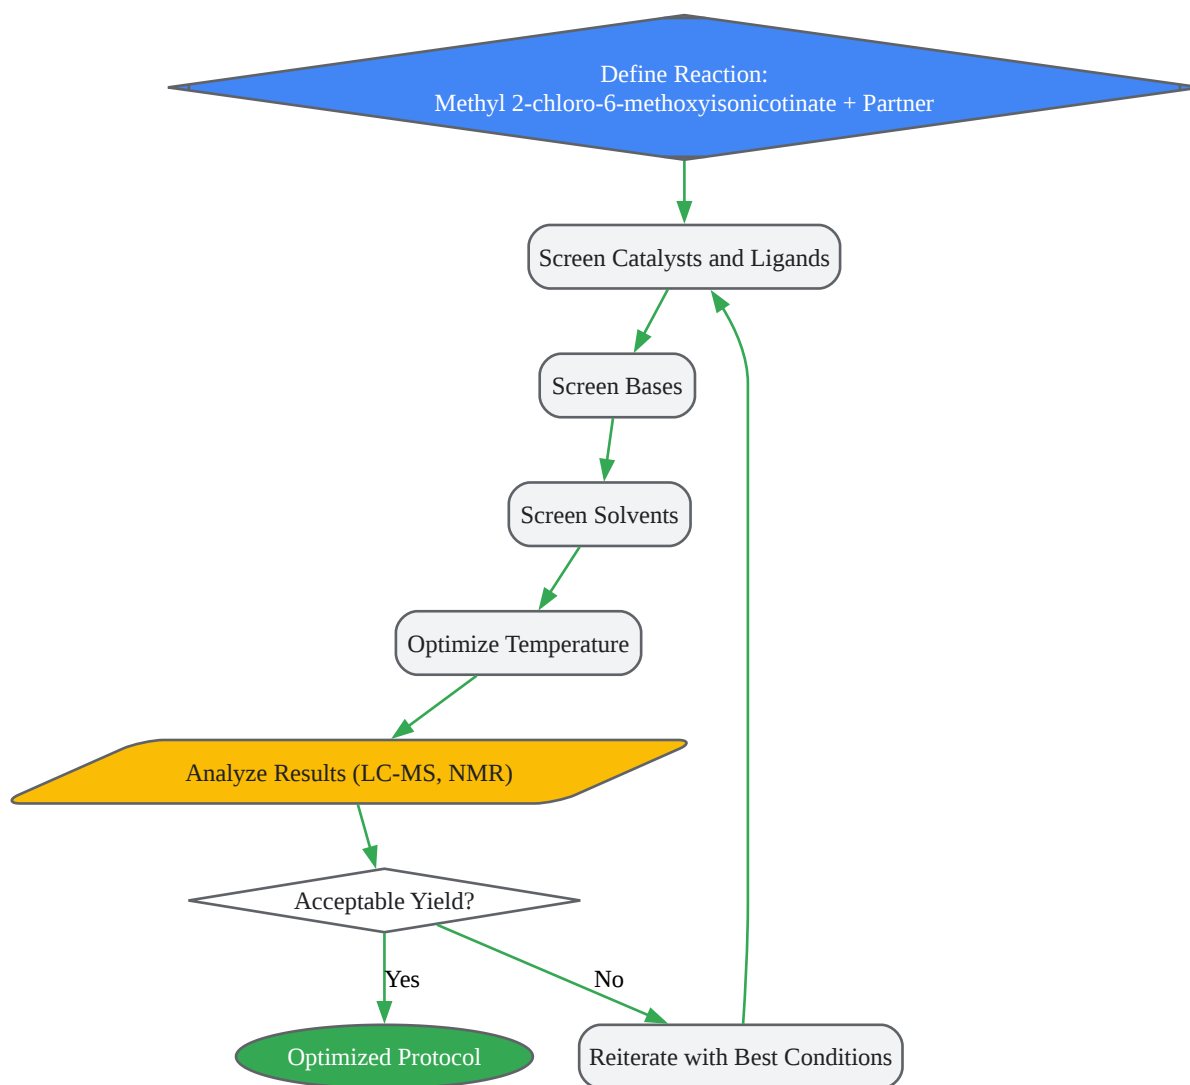 Define Reaction:
Methyl 2-chloro-6-methoxyisonicotinate + Partner
Screen Catalysts and Ligands
Screen Bases
Screen Solvents
Optimize Temperature
Analyze Results (LC-MS, NMR)
Acceptable Yield?
Yes
No
Optimized Protocol
Reiterate with Best Conditions